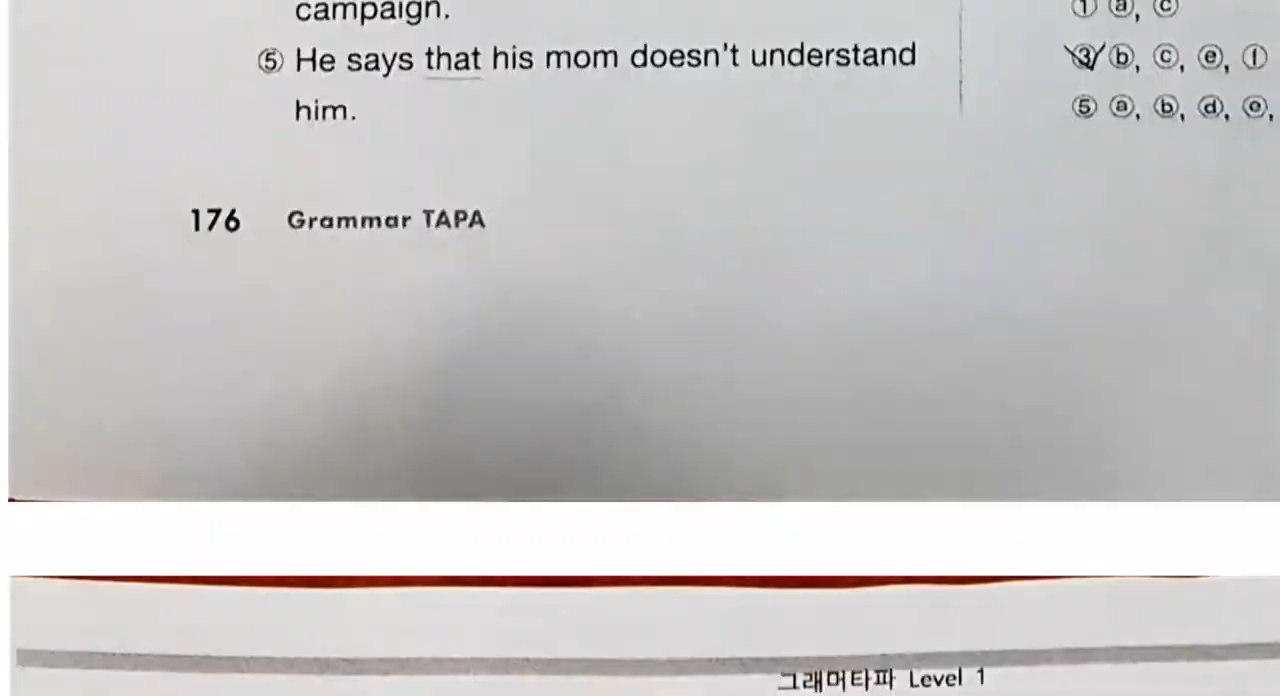 campaign.
⑤ He says that his mom doesn't understand
him.
① ⓐ, ⓒ
③ ⓑ, ⓒ, ⓔ, ⓕ
⑤ ⓐ, ⓑ, ⓓ, ⓔ,
176 Grammar TAPA
그래머타파 Level 1